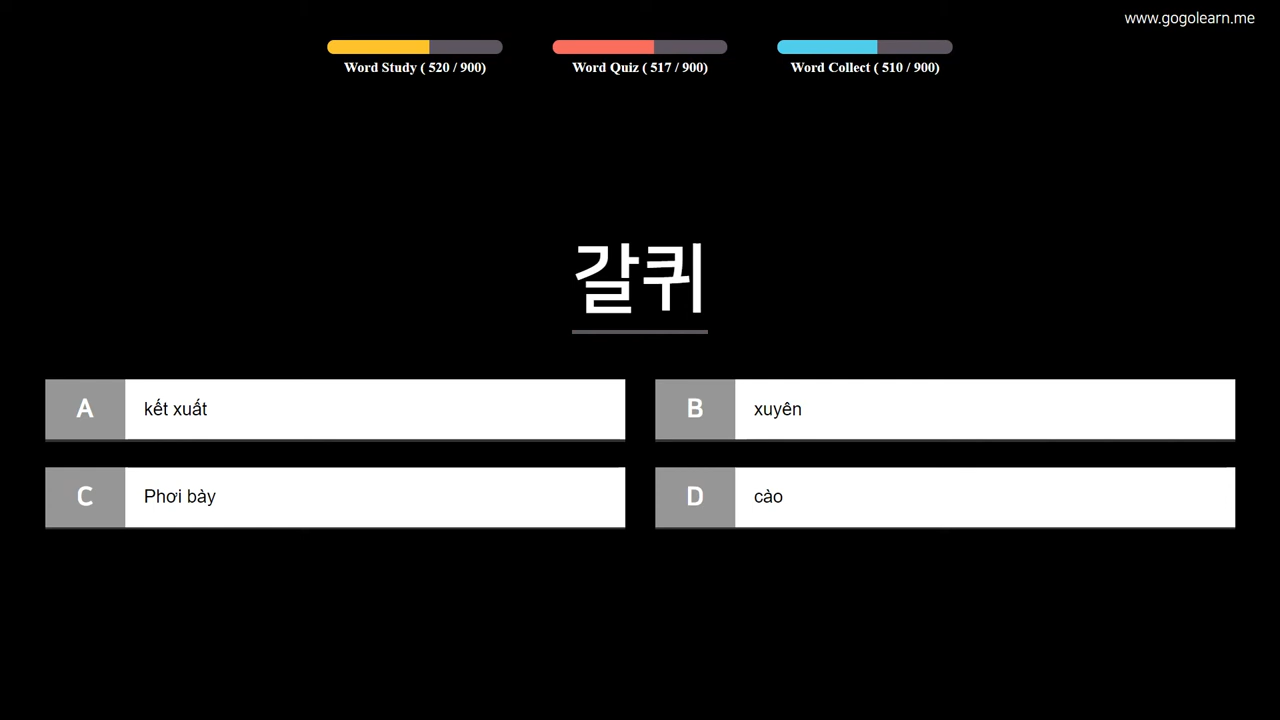 www.gogolearn.me
Word Study ( 520 / 900)
Word Quiz ( 517 / 900)
Word Collect ( 510 / 900)
갈퀴
A kết xuất
B xuyên
C Phơi bày
D cào